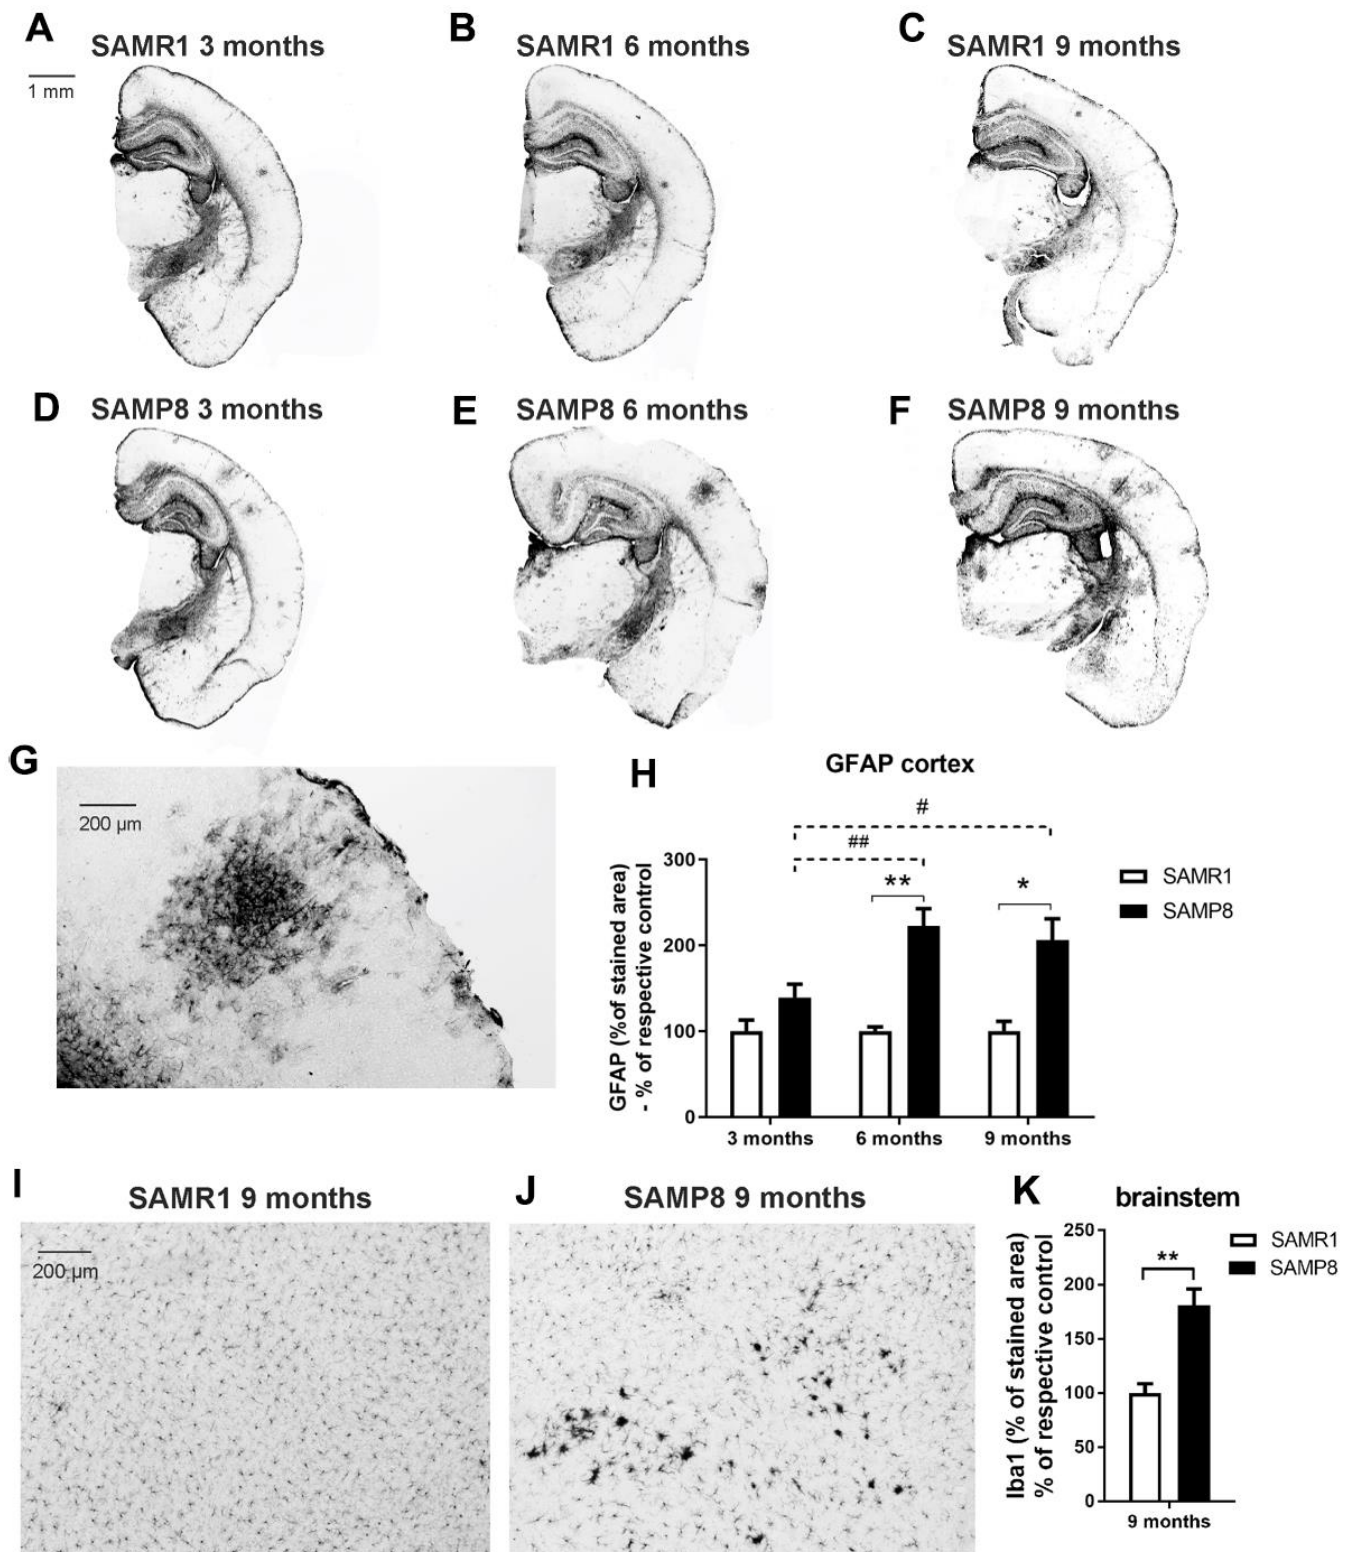 A
SAMR1 3 months
1 mm
B
SAMR1 6 months
C
SAMR1 9 months
D
SAMP8 3 months
E
SAMP8 6 months
F
SAMP8 9 months
G
200 µm
H
GFAP cortex
#
##
**
*
GFAP (%of stained area)
- % of respective control
300
200
100
0
3 months
6 months
9 months
SAMR1
SAMP8
I
SAMR1 9 months
200 µm
J
SAMP8 9 months
K
brainstem
**
Iba1 (% of stained area)
% of respective control
250
200
150
100
50
0
9 months
SAMR1
SAMP8